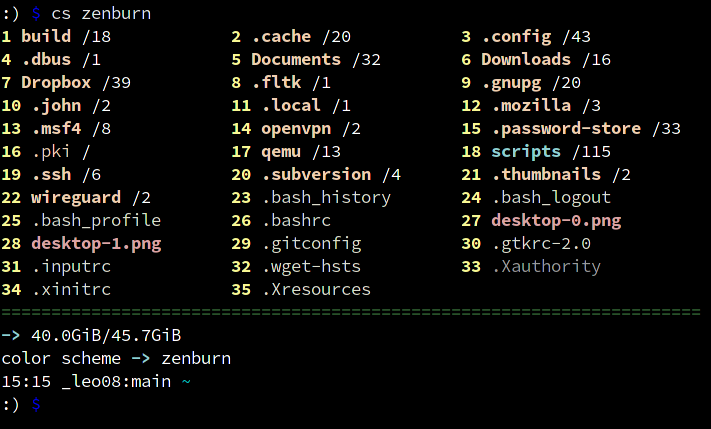 :) $ cs zenburn
1 build /18 2 .cache /20 3 .config /43
4 .dbus /1 5 Documents /32 6 Downloads /16
7 Dropbox /39 8 .fltk /1 9 .gnupg /20
10 .john /2 11 .local /1 12 .mozilla /3
13 .msf4 /8 14 openvpn /2 15 .password-store /33
16 .pki / 17 qemu /13 18 scripts /115
19 .ssh /6 20 .subversion /4 21 .thumbnails /2
22 wireguard /2 23 .bash_history 24 .bash_logout
25 .bash_profile 26 .bashrc 27 desktop-0.png
28 desktop-1.png 29 .gitconfig 30 .gtkrc-2.0
31 .inputrc 32 .wget-hsts 33 .Xauthority
34 .xinitrc 35 .Xresources
======================================================================
-> 40.0GiB/45.7GiB
color scheme -> zenburn
15:15 _leo08:main ~
:) $